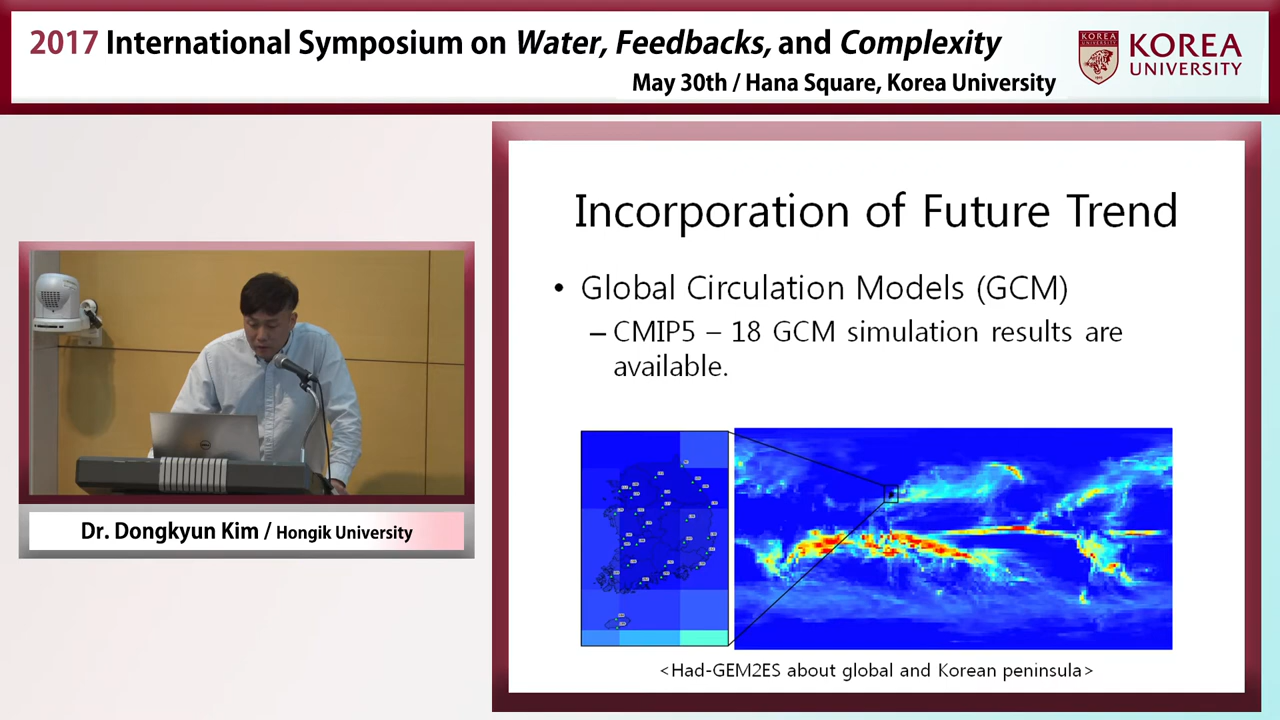 2017 International Symposium on Water, Feedbacks, and Complexity
May 30th / Hana Square, Korea University
KOREA
UNIVERSITY
Incorporation of Future Trend
• Global Circulation Models (GCM)
– CMIP5 – 18 GCM simulation results are
available.
<Had-GEM2ES about global and Korean peninsula>
Dr. Dongkyun Kim / Hongik University